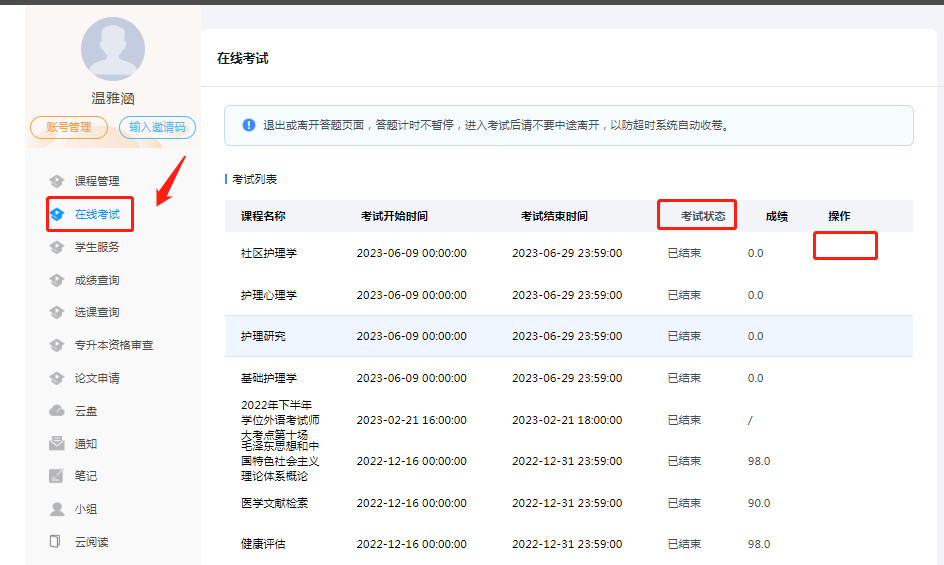 温雅涵
账号管理
输入邀请码
课程管理
在线考试
学生服务
成绩查询
选课查询
专升本资格审查
论文申请
云盘
通知
笔记
小组
云阅读
在线考试
退出或离开答题页面，答题计时不暂停，进入考试后请不要中途离开，以防超时系统自动收卷。
考试列表
课程名称 考试开始时间 考试结束时间 考试状态 成绩 操作
社区护理学 2023-06-09 00:00:00 2023-06-29 23:59:00 已结束 0.0
护理心理学 2023-06-09 00:00:00 2023-06-29 23:59:00 已结束 0.0
护理研究 2023-06-09 00:00:00 2023-06-29 23:59:00 已结束 0.0
基础护理学 2023-06-09 00:00:00 2023-06-29 23:59:00 已结束 0.0
2022年下半年
学位外语考试师 2023-02-21 16:00:00 2023-02-21 18:00:00 已结束 /
大考点第十场
毛泽东思想和中
国特色社会主义 2022-12-16 00:00:00 2022-12-31 23:59:00 已结束 98.0
理论体系概论
医学文献检索 2022-12-16 00:00:00 2022-12-31 23:59:00 已结束 90.0
健康评估 2022-12-16 00:00:00 2022-12-31 23:59:00 已结束 98.0